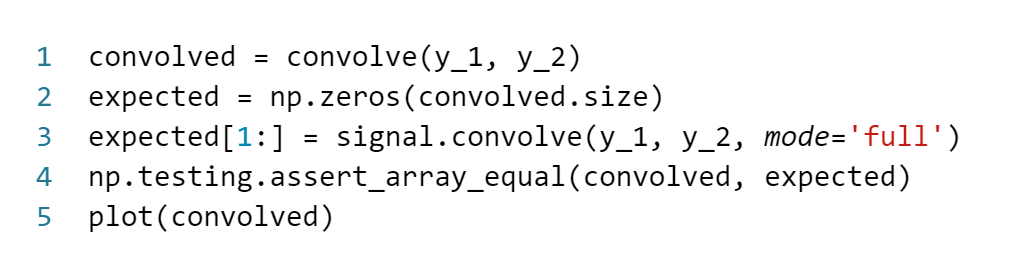 1 convolved = convolve(y_1, y_2)
2 expected = np.zeros(convolved.size)
3 expected[1:] = signal.convolve(y_1, y_2, mode='full')
4 np.testing.assert_array_equal(convolved, expected)
5 plot(convolved)